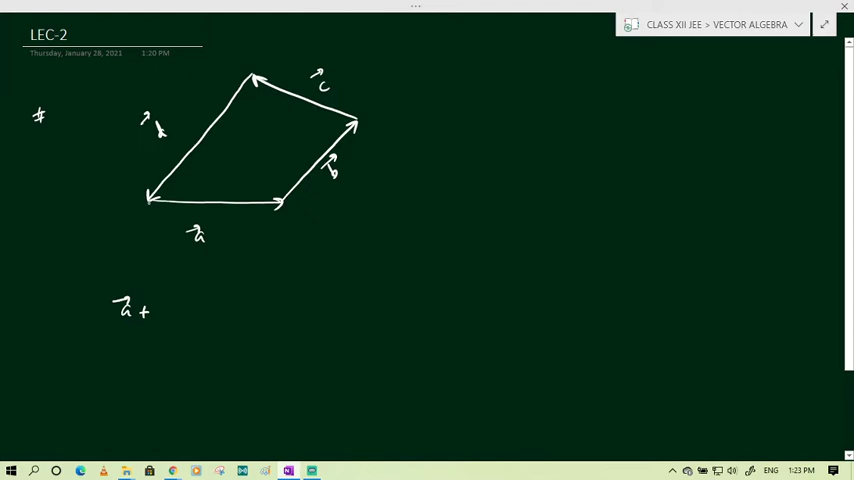 CLASS XII JEE > VECTOR ALGEBRA
LEC-2
Thursday, January 28, 2021 1:20 PM
#
c
b
a
a +
ENG 1:23 PM